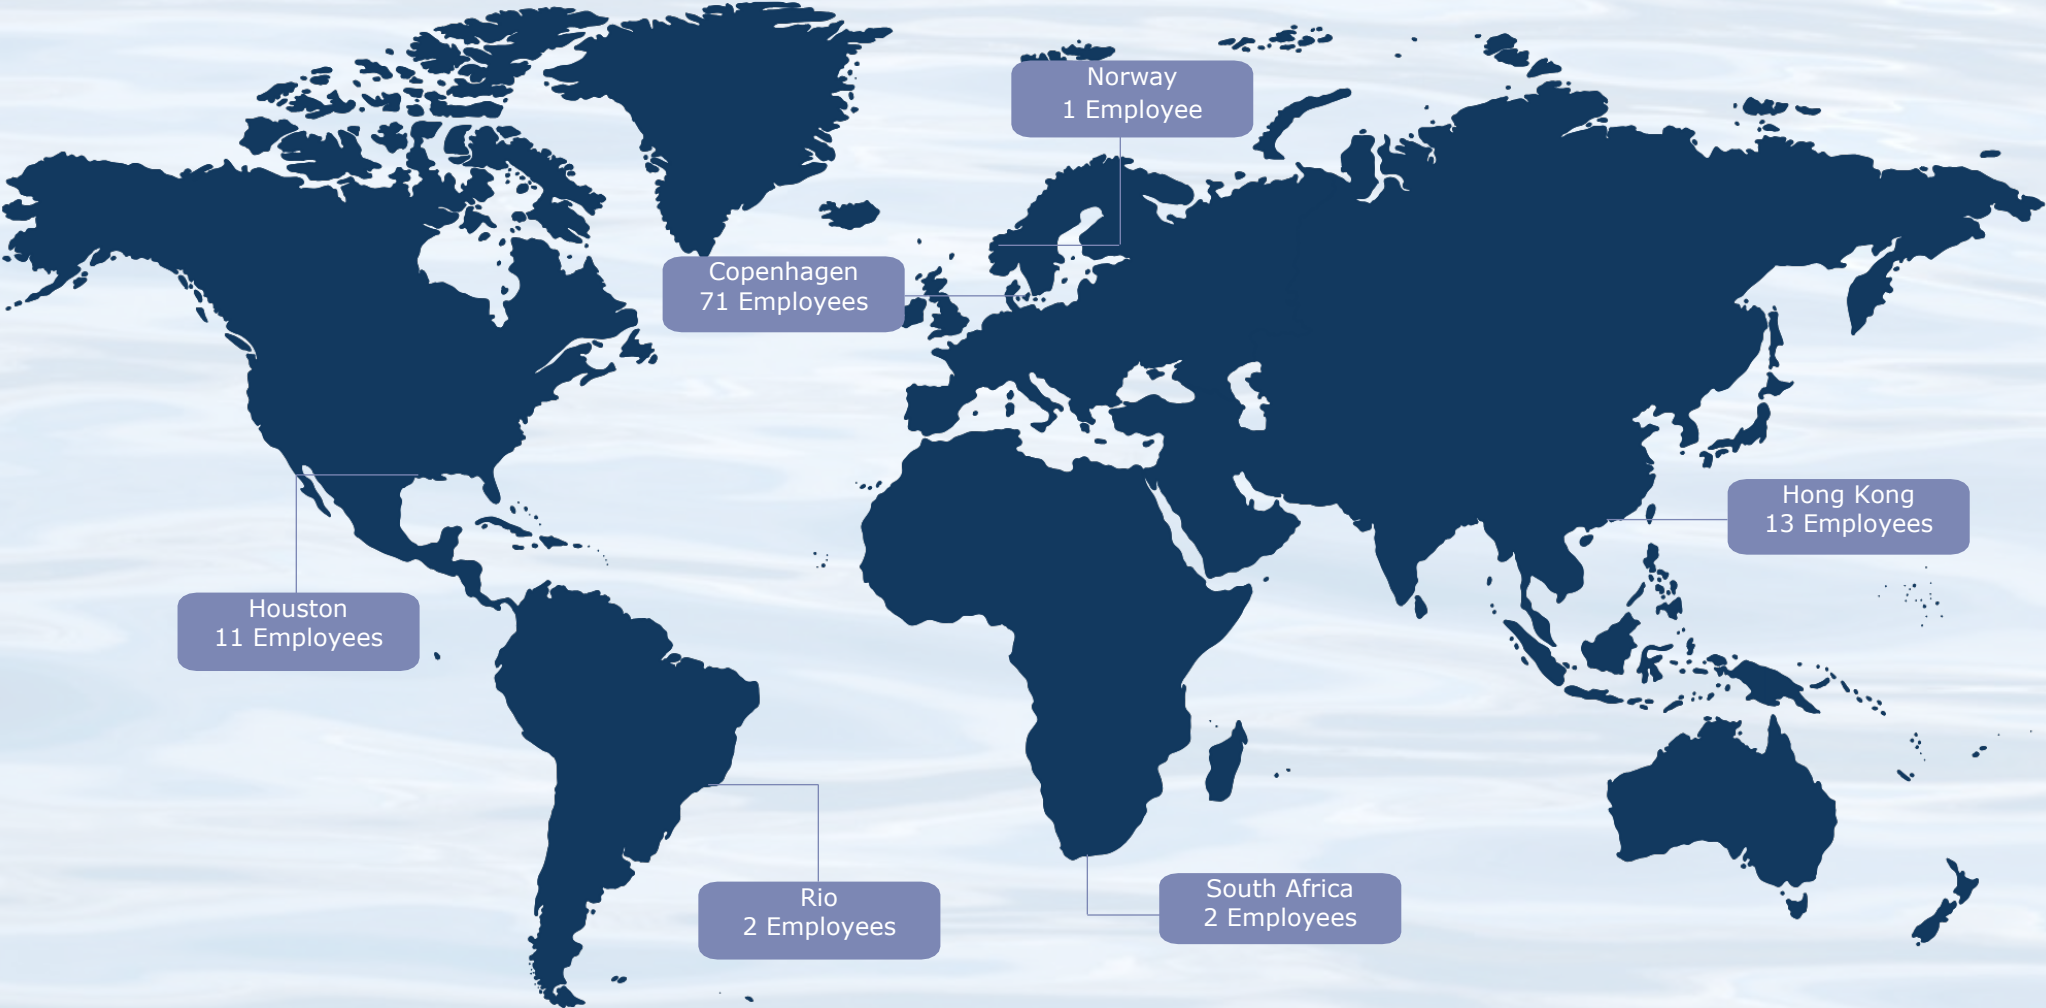 Norway
1 Employee
Copenhagen
71 Employees
Hong Kong
13 Employees
Houston
11 Employees
Rio
2 Employees
South Africa
2 Employees